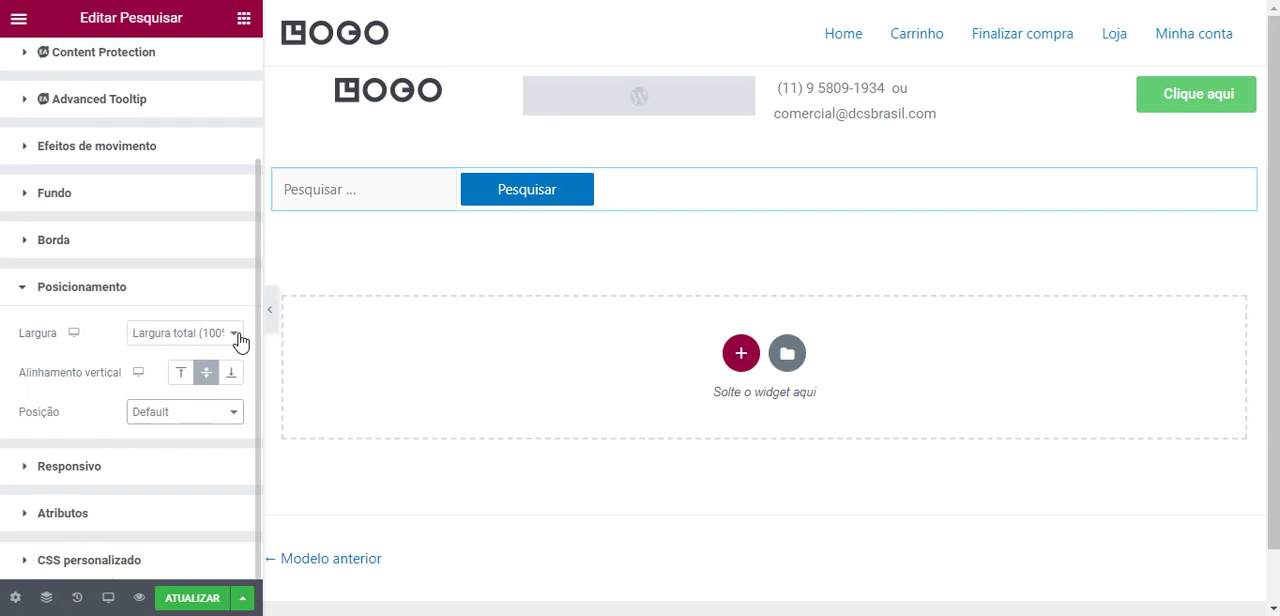 Editar Pesquisar
Content Protection
Advanced Tooltip
Efeitos de movimento
Fundo
Borda
Posicionamento
Largura
Largura total (100%
Alinhamento vertical
Posição
Default
Responsivo
Atributos
CSS personalizado
ATUALIZAR
LOGO
Home
Carrinho
Finalizar compra
Loja
Minha conta
LOGO
(11) 9 5809-1934 ou
comercial@dcsbrasil.com
Clique aqui
Pesquisar ...
Pesquisar
Solte o widget aqui
← Modelo anterior